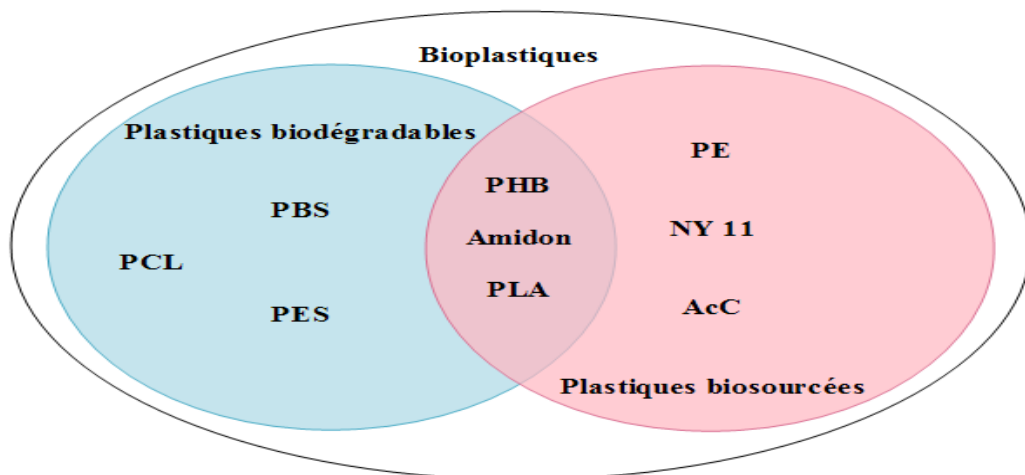 Bioplastiques
Plastiques biodégradables
PBS
PCL
PES
PHB
Amidon
PLA
PE
NY 11
AcC
Plastiques biosourcées